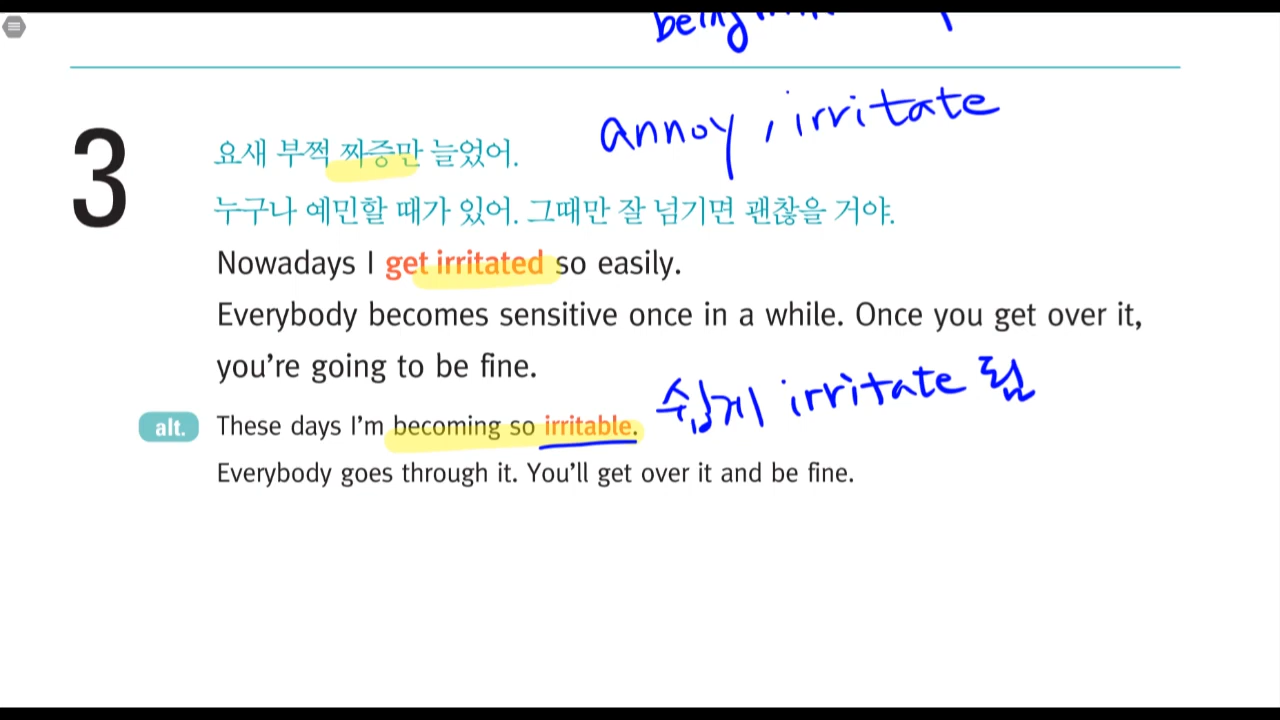 being
annoy, irritate
3
요새 부쩍 짜증만 늘었어.
누구나 예민할 때가 있어. 그때만 잘 넘기면 괜찮을 거야.
Nowadays I get irritated so easily.
Everybody becomes sensitive once in a while. Once you get over it,
you're going to be fine.
쉽게 irritate 됨
alt. These days I'm becoming so irritable.
Everybody goes through it. You'll get over it and be fine.